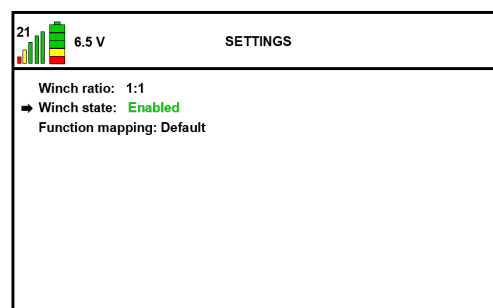 21
6.5 V
SETTINGS
Winch ratio: 1:1
Winch state: Enabled
Function mapping: Default